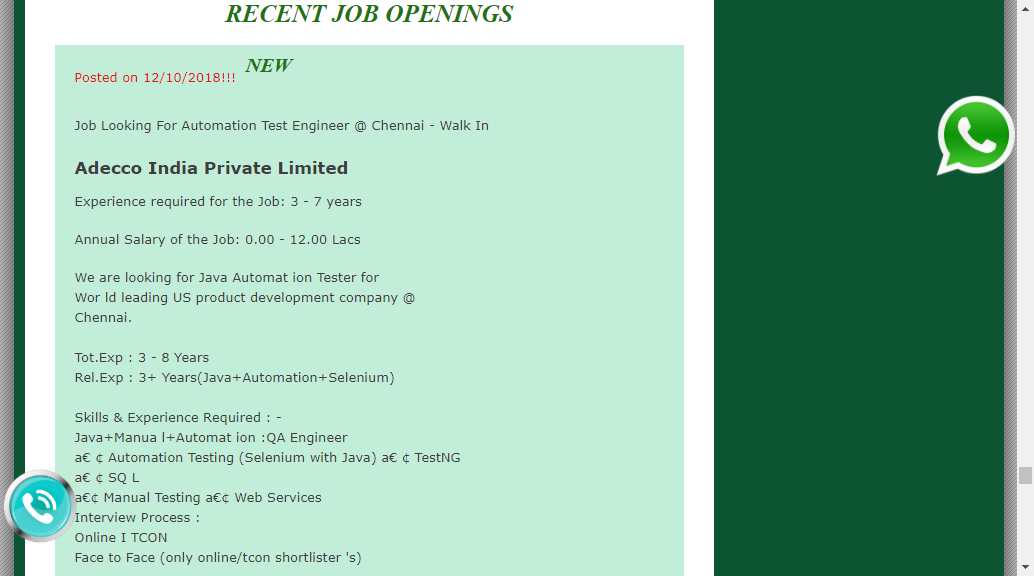 RECENT JOB OPENINGS
Posted on 12/10/2018!!! NEW
Job Looking For Automation Test Engineer @ Chennai - Walk In
Adecco India Private Limited
Experience required for the Job: 3 - 7 years
Annual Salary of the Job: 0.00 - 12.00 Lacs
We are looking for Java Automat ion Tester for
Wor ld leading US product development company @
Chennai.
Tot.Exp : 3 - 8 Years
Rel.Exp : 3+ Years(Java+Automation+Selenium)
Skills & Experience Required : -
Java+Manua l+Automat ion :QA Engineer
a€ ¢ Automation Testing (Selenium with Java) a€ ¢ TestNG
a€ ¢ SQ L
a€¢ Manual Testing a€¢ Web Services
Interview Process :
Online I TCON
Face to Face (only online/tcon shortlister 's)